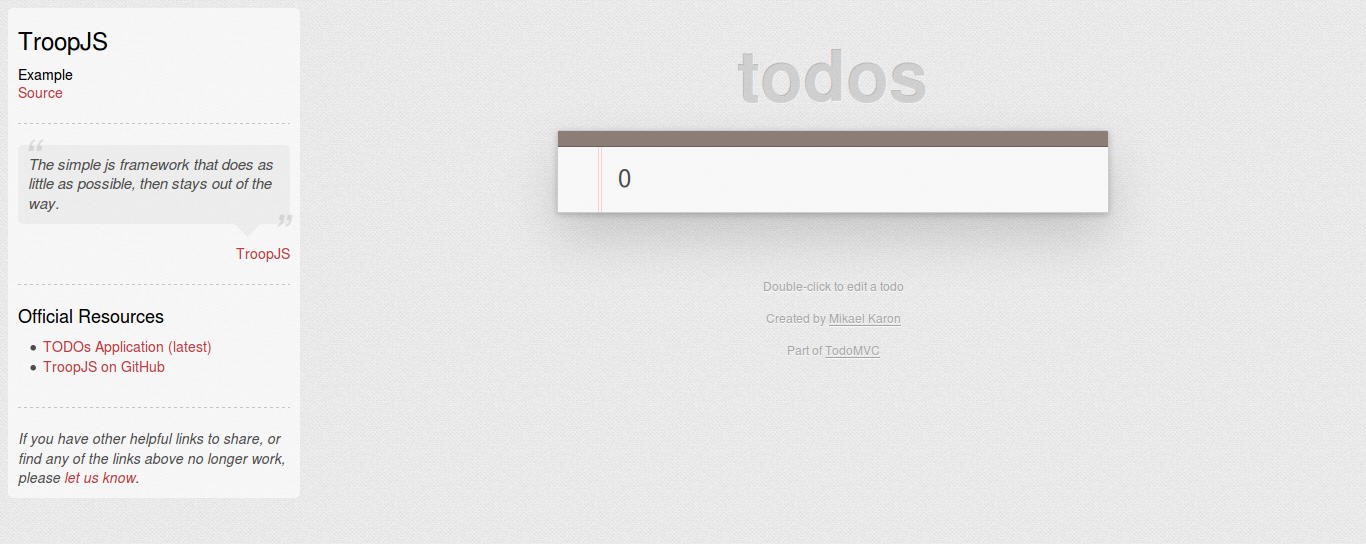 TroopJS
Example
Source
“
The simple js framework that does as
little as possible, then stays out of the
way.
”
TroopJS
Official Resources
• TODOs Application (latest)
• TroopJS on GitHub
If you have other helpful links to share, or
find any of the links above no longer work,
please let us know.
todos
0
Double-click to edit a todo
Created by Mikael Karon
Part of TodoMVC